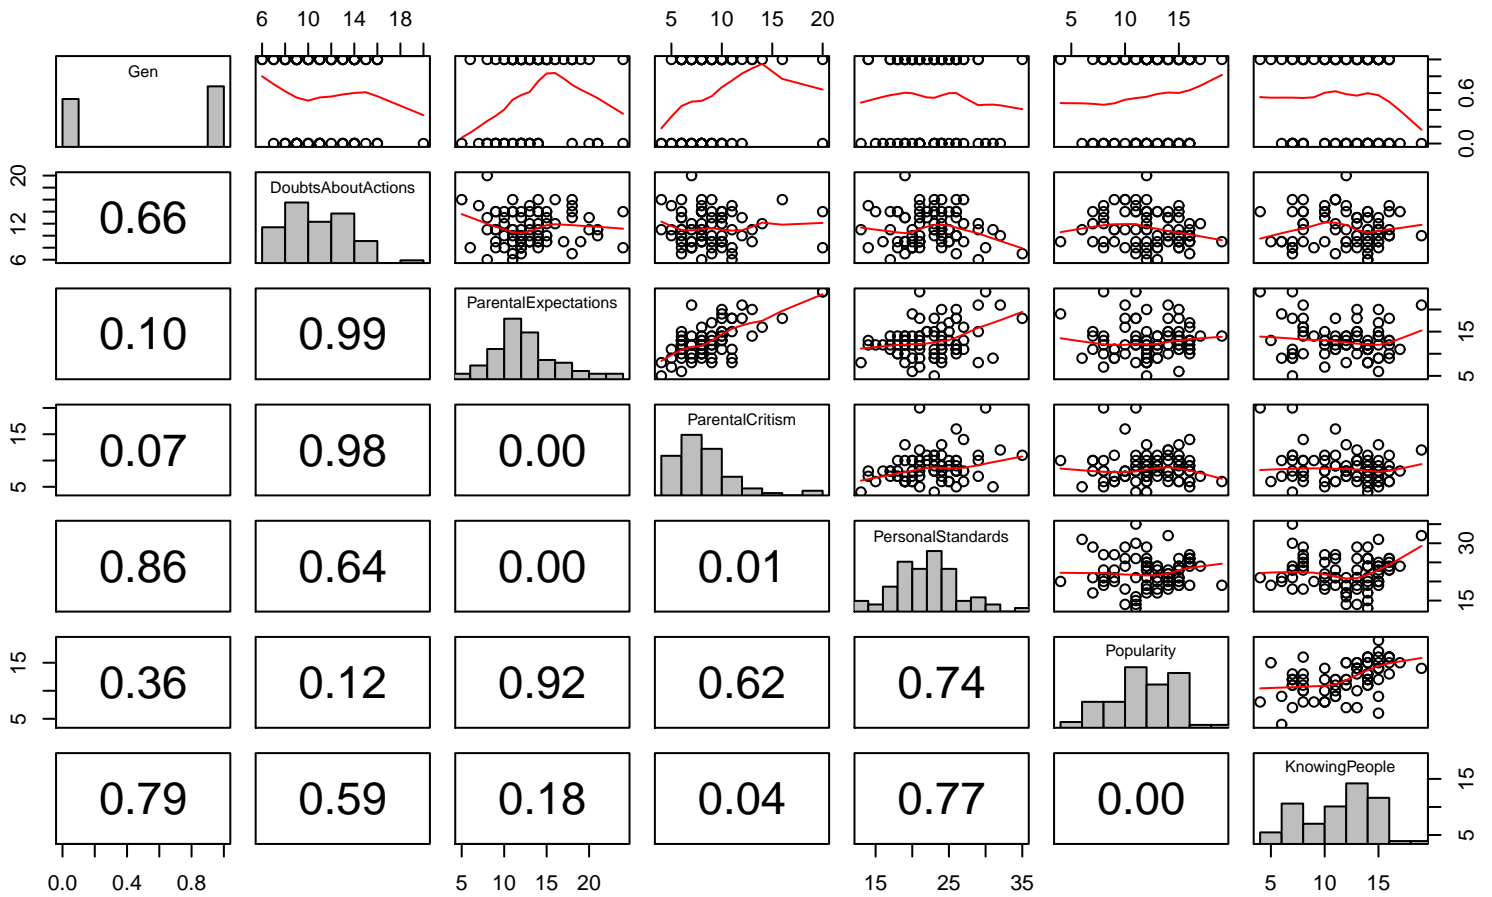 6 10 14 18 5 10 15 20 5 10 15
Gen 0.0 0.6
6 12 20 0.66 DoubtsAboutActions
0.10 0.99 ParentalExpectations 5 15
5 15 0.07 0.98 0.00 ParentalCritism
0.86 0.64 0.00 0.01 PersonalStandards 15 30
5 15 0.36 0.12 0.92 0.62 0.74 Popularity
0.79 0.59 0.18 0.04 0.77 0.00 KnowingPeople 5 15
0.0 0.4 0.8 5 10 15 20 15 25 35 5 10 15